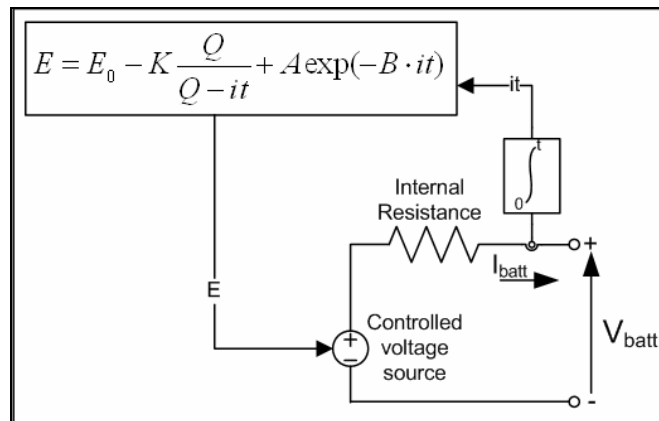 E = E₀ − K Q/(Q − it) + A exp(−B · it)
it
t
∫
0
Internal
Resistance
+
I_batt
E
+
−
Controlled
voltage
source
V_batt
-